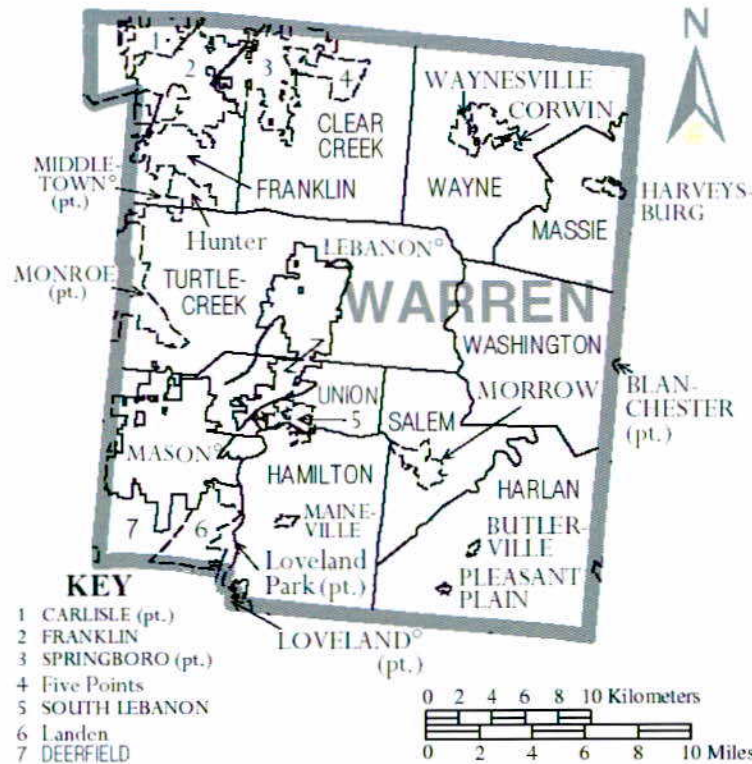 N
1
2
3
4
WAYNESVILLE
CORWIN
CLEAR
CREEK
MIDDLE-
TOWN°
(pt.)
FRANKLIN
WAYNE
HARVEYS-
BURG
MASSIE
Hunter
LEBANON°
MONROE
(pt.)
TURTLE-
CREEK
WARREN
WASHINGTON
BLAN-
CHESTER
(pt.)
MORROW
UNION
5
SALEM
MASON°
HAMILTON
HARLAN
MAINE-
VILLE
7
6
BUTLER-
VILLE
Loveland
Park (pt.)
PLEASANT
PLAIN
LOVELAND°
(pt.)
KEY
1 CARLISLE (pt.)
2 FRANKLIN
3 SPRINGBORO (pt.)
4 Five Points
5 SOUTH LEBANON
6 Landen
7 DEERFIELD
0 2 4 6 8 10 Kilometers
0 2 4 6 8 10 Miles